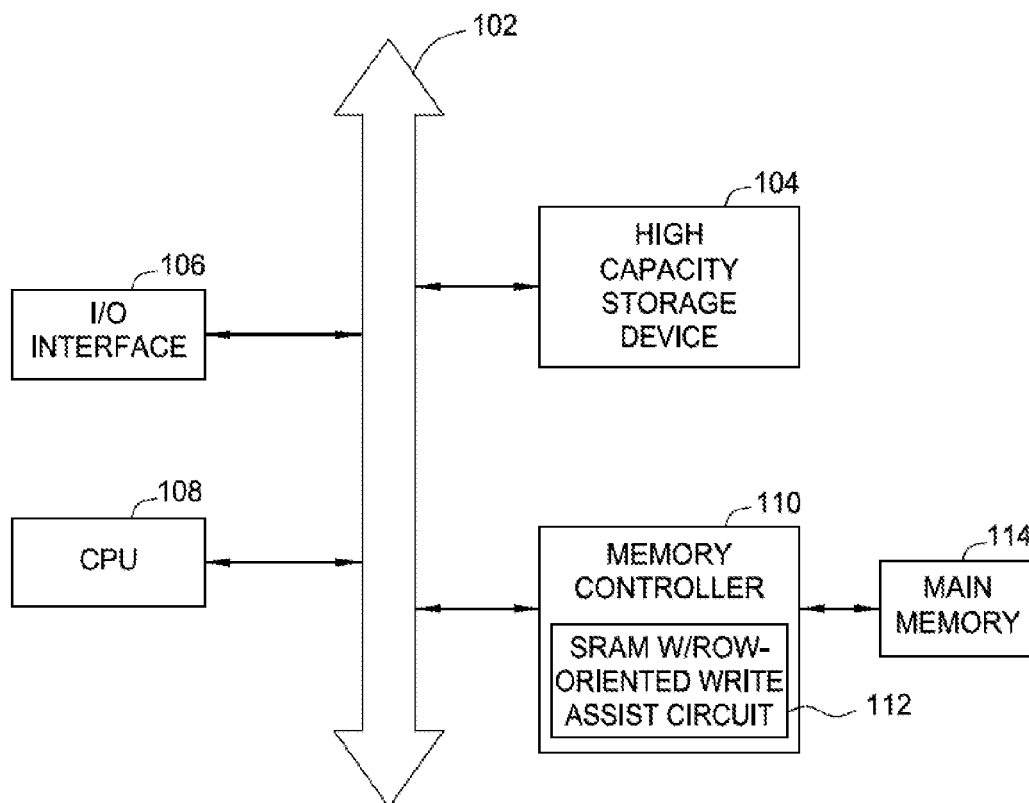 102
104
HIGH
CAPACITY
STORAGE
DEVICE
106
I/O
INTERFACE
108
CPU
110
MEMORY
CONTROLLER
SRAM W/ROW-
ORIENTED WRITE
ASSIST CIRCUIT
112
114
MAIN
MEMORY